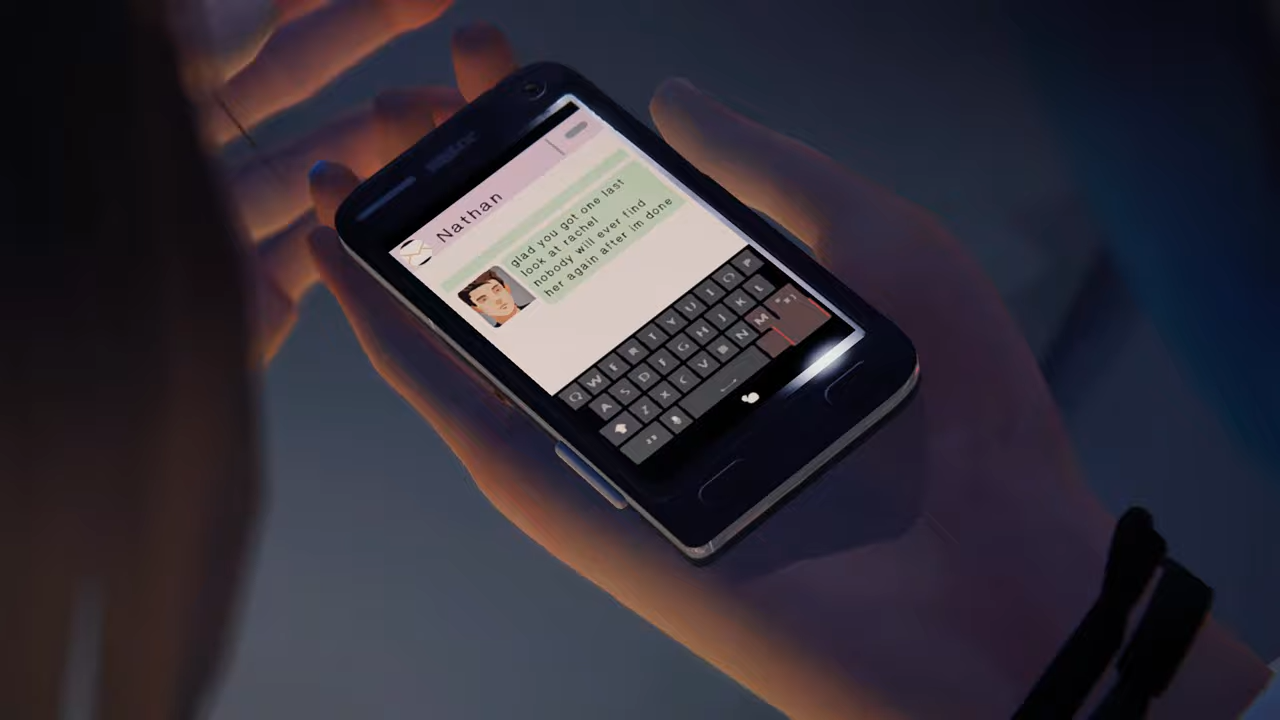 Nathan
glad you got one last
look at rachel
nobody will ever find
her again after im done
Q W E R T Y U I O P
A S D F G H J K L
Z X C V B N M